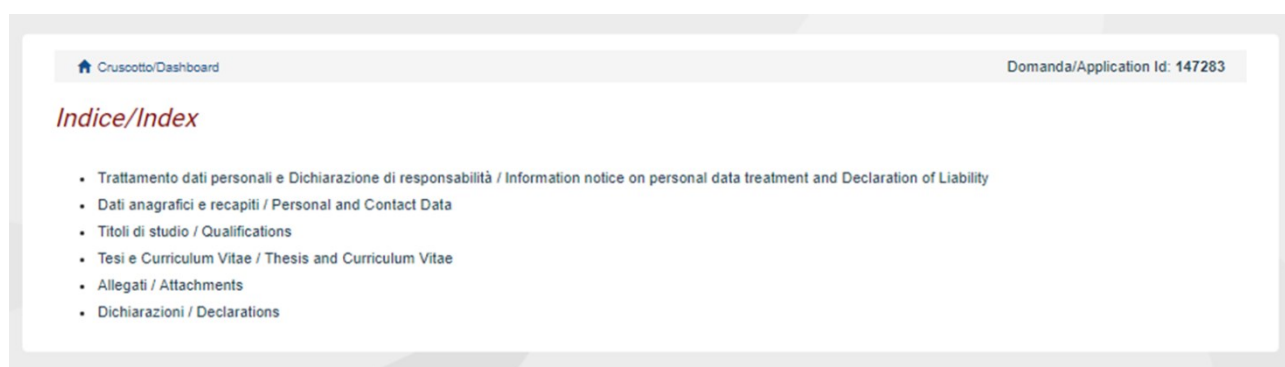 Cruscotto/Dashboard
Domanda/Application Id: 147283
Indice/Index
Trattamento dati personali e Dichiarazione di responsabilità / Information notice on personal data treatment and Declaration of Liability
Dati anagrafici e recapiti / Personal and Contact Data
Titoli di studio / Qualifications
Tesi e Curriculum Vitae / Thesis and Curriculum Vitae
Allegati / Attachments
Dichiarazioni / Declarations